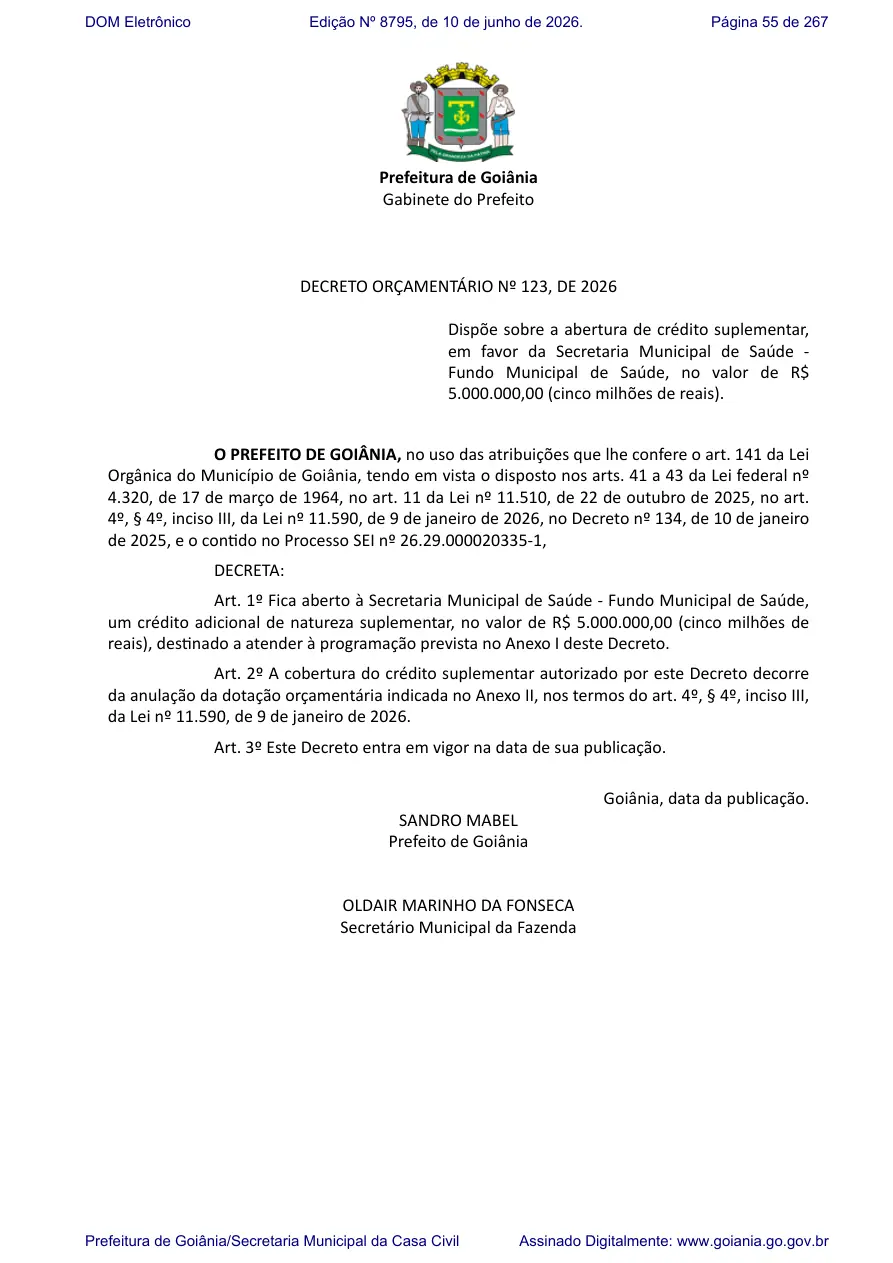 DOM Eletrônico Edição Nº 8795, de 10 de junho de 2026. Página 55 de 267
PELA GRANDEZA DA PÁTRIA
Prefeitura de Goiânia
Gabinete do Prefeito
DECRETO ORÇAMENTÁRIO Nº 123, DE 2026
Dispõe sobre a abertura de crédito suplementar,
em favor da Secretaria Municipal de Saúde -
Fundo Municipal de Saúde, no valor de R$
5.000.000,00 (cinco milhões de reais).
O PREFEITO DE GOIÂNIA, no uso das atribuições que lhe confere o art. 141 da Lei
Orgânica do Município de Goiânia, tendo em vista o disposto nos arts. 41 a 43 da Lei federal nº
4.320, de 17 de março de 1964, no art. 11 da Lei nº 11.510, de 22 de outubro de 2025, no art.
4º, § 4º, inciso III, da Lei nº 11.590, de 9 de janeiro de 2026, no Decreto nº 134, de 10 de janeiro
de 2025, e o contido no Processo SEI nº 26.29.000020335-1,
DECRETA:
Art. 1º Fica aberto à Secretaria Municipal de Saúde - Fundo Municipal de Saúde,
um crédito adicional de natureza suplementar, no valor de R$ 5.000.000,00 (cinco milhões de
reais), destinado a atender à programação prevista no Anexo I deste Decreto.
Art. 2º A cobertura do crédito suplementar autorizado por este Decreto decorre
da anulação da dotação orçamentária indicada no Anexo II, nos termos do art. 4º, § 4º, inciso III,
da Lei nº 11.590, de 9 de janeiro de 2026.
Art. 3º Este Decreto entra em vigor na data de sua publicação.
Goiânia, data da publicação.
SANDRO MABEL
Prefeito de Goiânia
OLDAIR MARINHO DA FONSECA
Secretário Municipal da Fazenda
Prefeitura de Goiânia/Secretaria Municipal da Casa Civil Assinado Digitalmente: www.goiania.go.gov.br